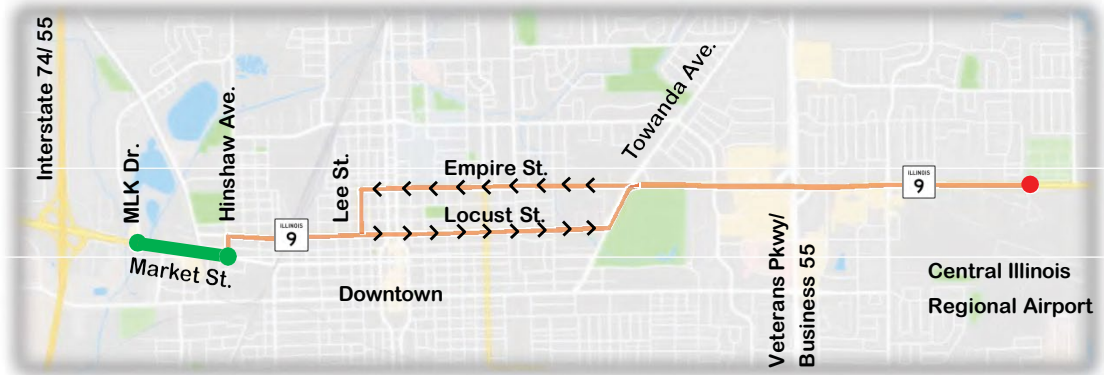 Interstate 74/ 55
MLK Dr.
Hinshaw Ave.
Lee St.
Empire St.
Locust St.
Towanda Ave.
ILLINOIS
9
ILLINOIS
9
Market St.
Downtown
Veterans Pkwy/
Business 55
Central Illinois
Regional Airport